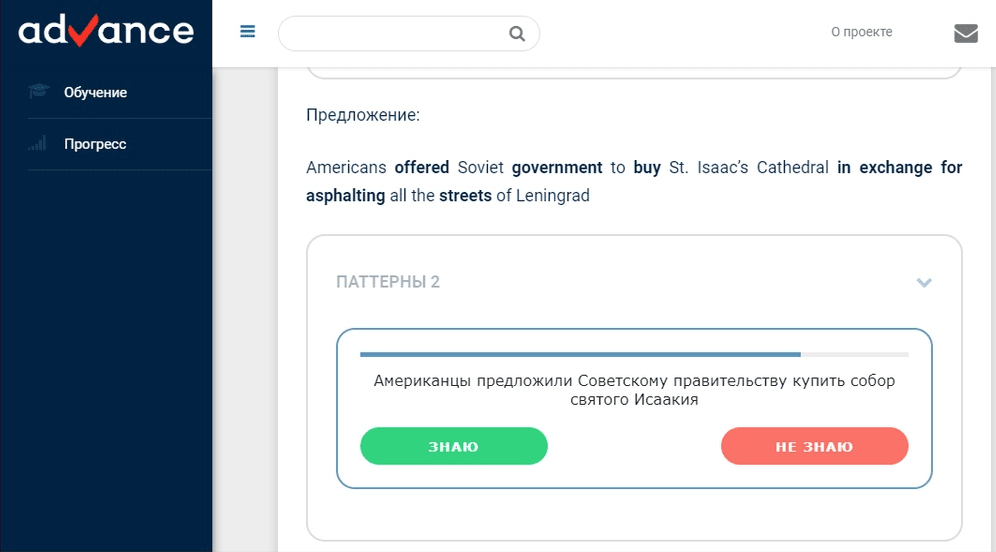 advance
О проекте
Обучение
Прогресс
Предложение:
Americans offered Soviet government to buy St. Isaac’s Cathedral in exchange for
asphalting all the streets of Leningrad
ПАТТЕРНЫ 2
Американцы предложили Советскому правительству купить собор
святого Исаакия
ЗНАЮ
НЕ ЗНАЮ